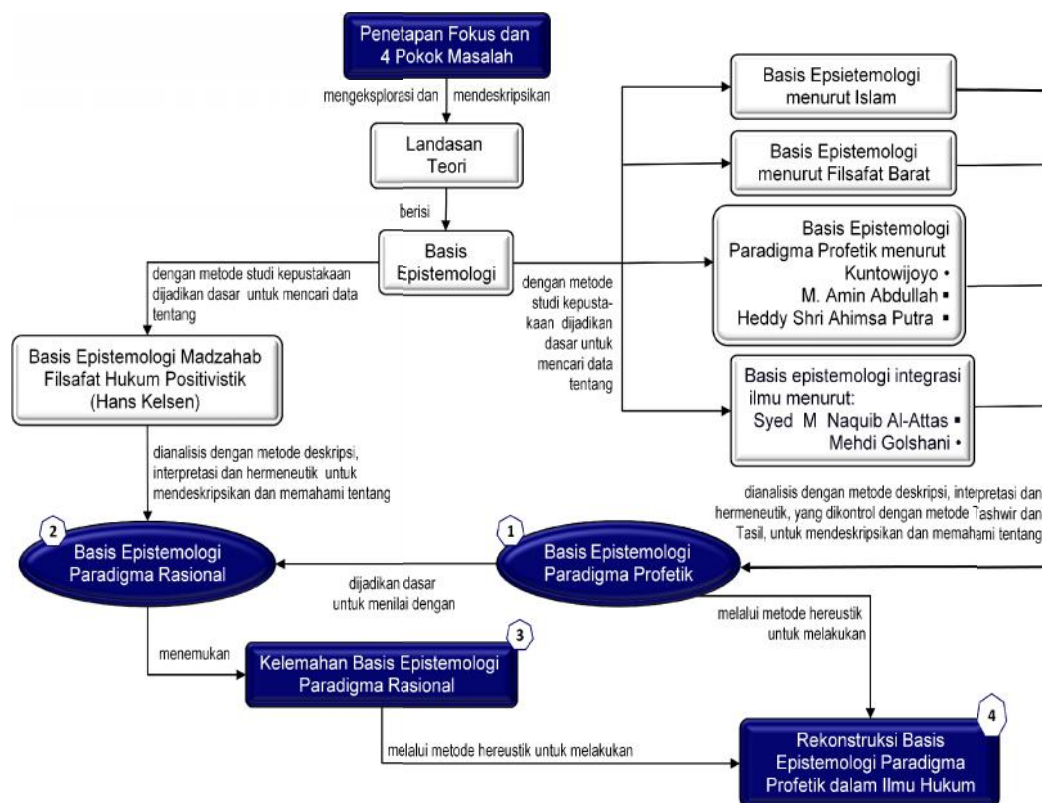 Penetapan Fokus dan
4 Pokok Masalah
mengeksplorasi dan mendeskripsikan
Landasan
Teori
berisi
Basis
Epistemologi
dengan metode studi kepustakaan
dijadikan dasar untuk mencari data
tentang
dengan metode
studi kepusta-
kaan dijadikan
dasar untuk
mencari data
tentang
Basis Epsietemologi
menurut Islam
Basis Epistemologi
menurut Filsafat Barat
Basis Epistemologi
Paradigma Profetik menurut
Kuntowijoyo •
M. Amin Abdullah ▪
Heddy Shri Ahimsa Putra ▪
Basis epistemologi integrasi
ilmu menurut:
Syed M Naquib Al-Attas ▪
Mehdi Golshani •
Basis Epistemologi Madzahab
Filsafat Hukum Positivistik
(Hans Kelsen)
dianalisis dengan metode deskripsi,
interpretasi dan hermeneutik untuk
mendeskripsikan dan memahami tentang
dianalisis dengan metode deskripsi, interpretasi dan
hermeneutik, yang dikontrol dengan metode Tashwir dan
Tasil, untuk mendeskripsikan dan memahami tentang
2
Basis Epistemologi
Paradigma Rasional
1
Basis Epistemologi
Paradigma Profetik
dijadikan dasar
untuk menilai dengan
melalui metode hereustik
untuk melakukan
menemukan
3
Kelemahan Basis Epistemologi
Paradigma Rasional
melalui metode hereustik untuk melakukan
4
Rekonstruksi Basis
Epistemologi Paradigma
Profetik dalam Ilmu Hukum